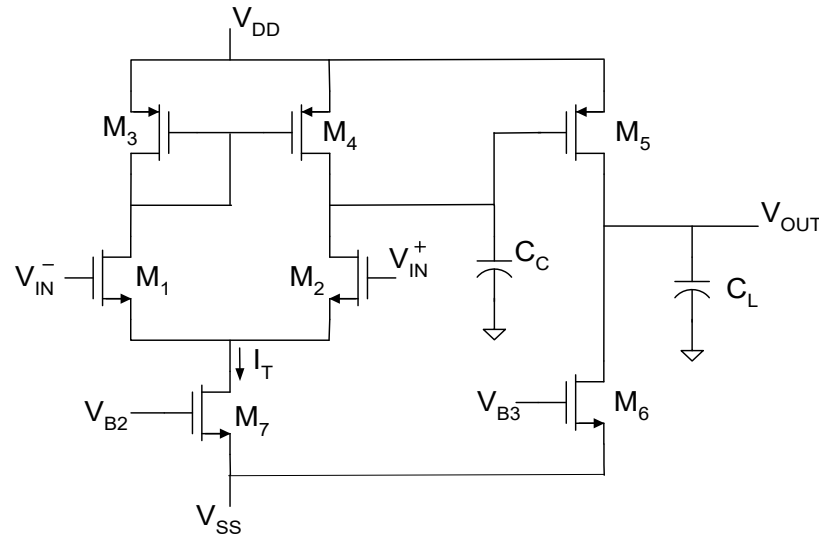 V_DD
M_3
M_4
M_5
V_OUT
V_IN^-
M_1
M_2
V_IN^+
C_C
C_L
I_T
V_B2
M_7
V_B3
M_6
V_SS